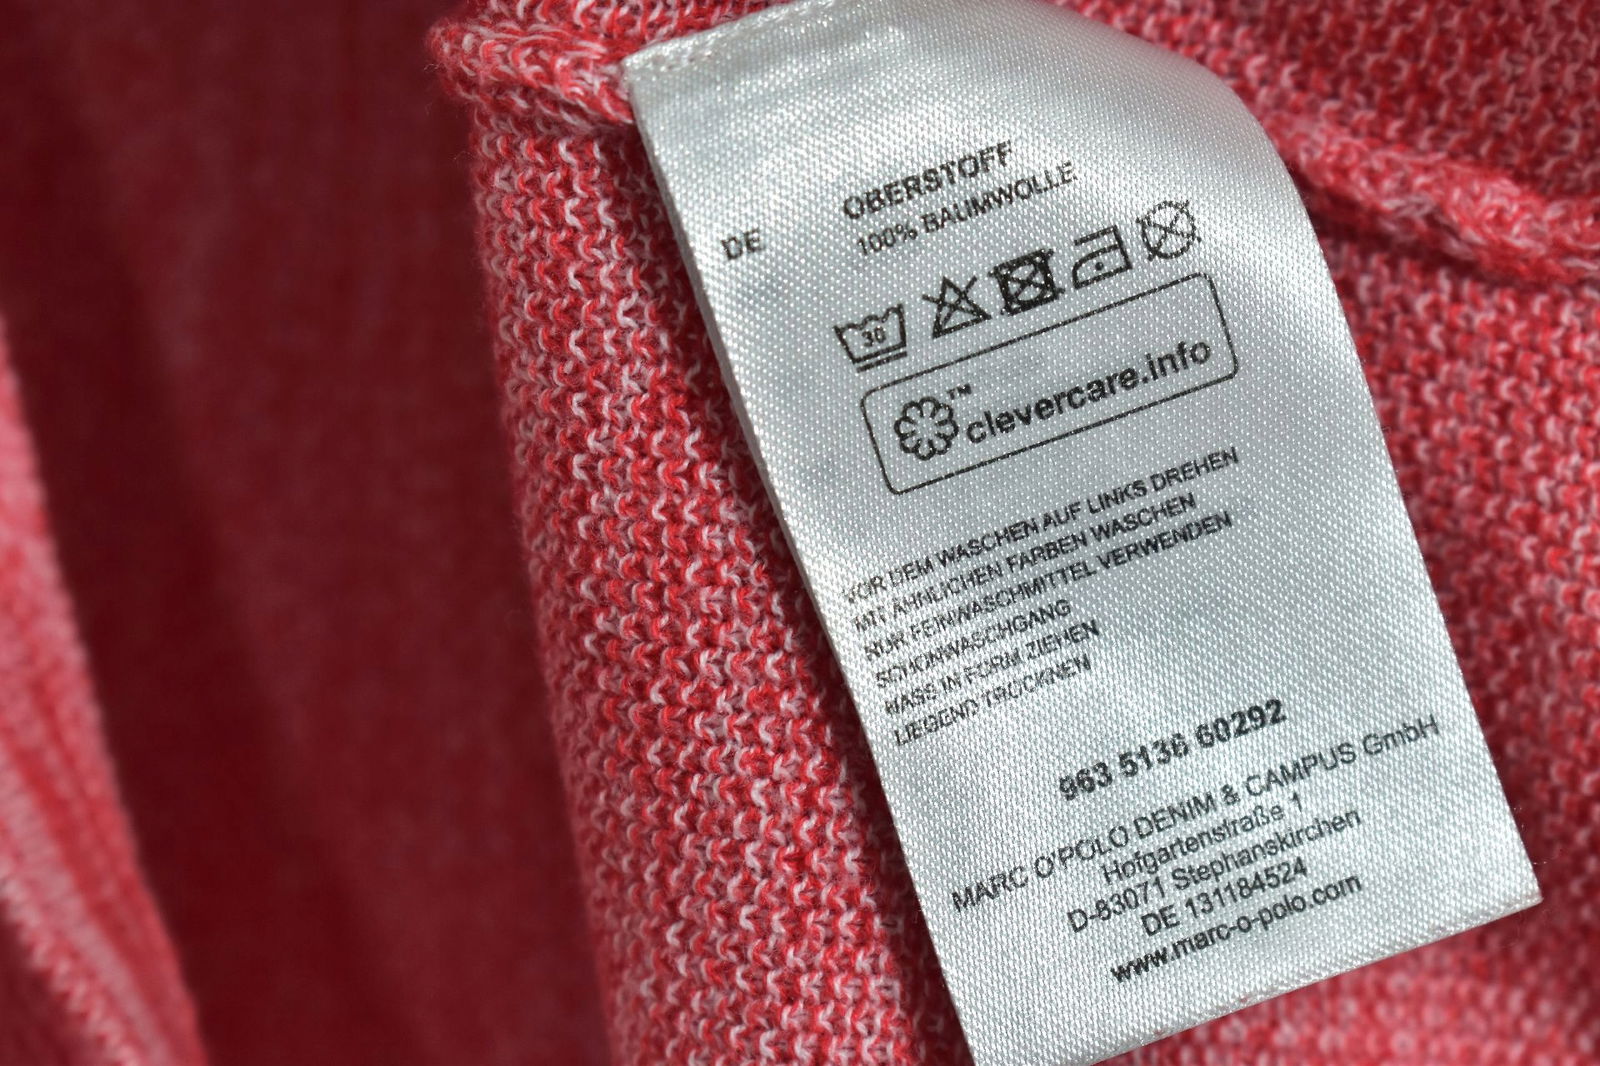 OBERSTOFF
DE 100% BAUMWOLLE
30
™
clevercare.info
VOR DEM WASCHEN AUF LINKS DREHEN
MIT ÄHNLICHEN FARBEN WASCHEN
NUR FEINWASCHMITTEL VERWENDEN
SCHONWASCHGANG
NASS IN FORM ZIEHEN
LIEGEND TROCKNEN
963 5136 60292
MARC O'POLO DENIM & CAMPUS GmbH
Hofgartenstraße 1
D-83071 Stephanskirchen
DE 131184524
www.marc-o-polo.com